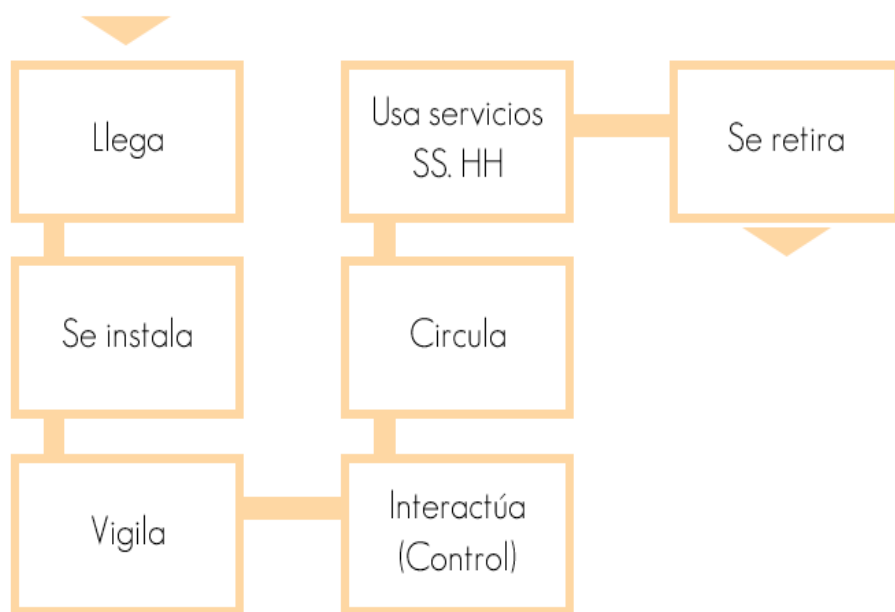 Llega
Se instala
Vigila
Interactúa
(Control)
Circula
Usa servicios
SS. HH
Se retira